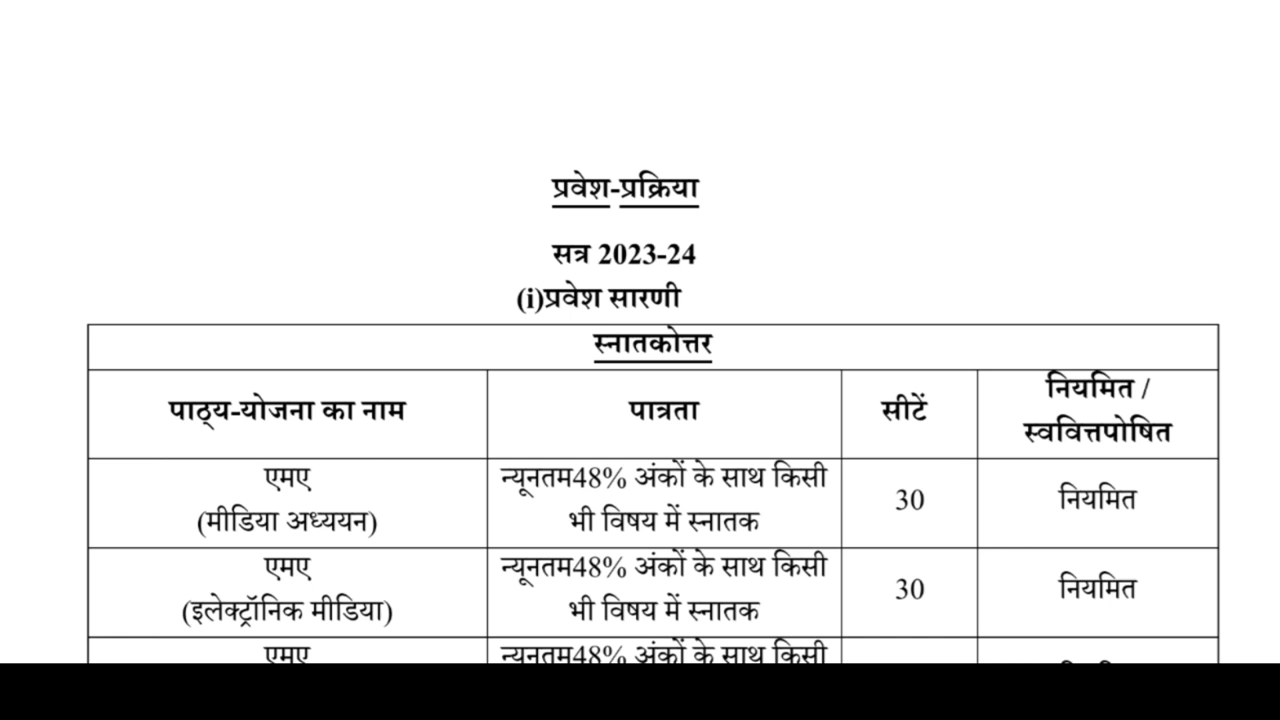 प्रवेश-प्रक्रिया
सत्र 2023-24
(i)प्रवेश सारणी
स्नातकोत्तर
पाठ्य-योजना का नाम
पात्रता
सीटें
नियमित /
स्ववित्तपोषित
एमए
(मीडिया अध्ययन)
न्यूनतम48% अंकों के साथ किसी
भी विषय में स्नातक
30
नियमित
एमए
(इलेक्ट्रॉनिक मीडिया)
न्यूनतम48% अंकों के साथ किसी
भी विषय में स्नातक
30
नियमित
एमए
न्यूनतम48% अंकों के साथ किसी